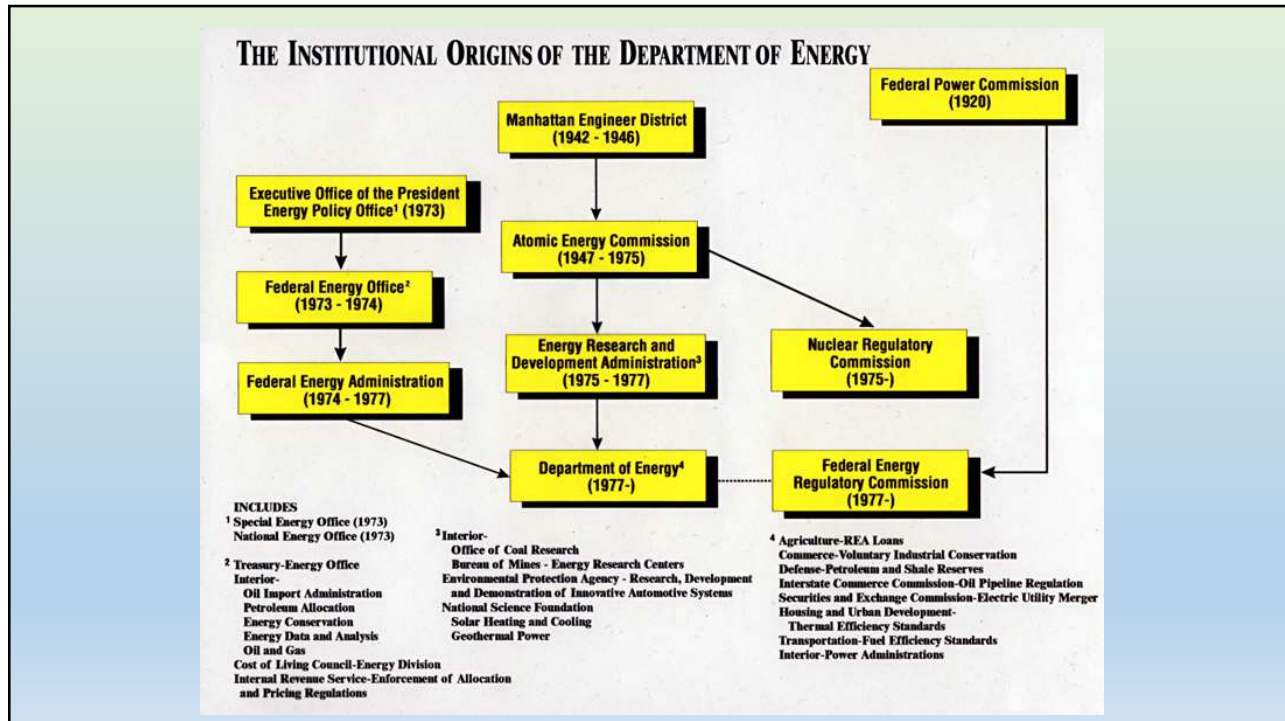 THE INSTITUTIONAL ORIGINS OF THE DEPARTMENT OF ENERGY
Federal Power Commission
(1920)
Manhattan Engineer District
(1942 - 1946)
Executive Office of the President
Energy Policy Office¹ (1973)
Atomic Energy Commission
(1947 - 1975)
Federal Energy Office²
(1973 - 1974)
Energy Research and
Development Administration³
(1975 - 1977)
Nuclear Regulatory
Commission
(1975-)
Federal Energy Administration
(1974 - 1977)
Department of Energy⁴
(1977-)
Federal Energy
Regulatory Commission
(1977-)
INCLUDES
¹ Special Energy Office (1973)
National Energy Office (1973)
² Treasury-Energy Office
Interior-
Oil Import Administration
Petroleum Allocation
Energy Conservation
Energy Data and Analysis
Oil and Gas
Cost of Living Council-Energy Division
Internal Revenue Service-Enforcement of Allocation
and Pricing Regulations
³ Interior-
Office of Coal Research
Bureau of Mines - Energy Research Centers
Environmental Protection Agency - Research, Development
and Demonstration of Innovative Automotive Systems
National Science Foundation
Solar Heating and Cooling
Geothermal Power
⁴ Agriculture-REA Loans
Commerce-Voluntary Industrial Conservation
Defense-Petroleum and Shale Reserves
Interstate Commerce Commission-Oil Pipeline Regulation
Securities and Exchange Commission-Electric Utility Merger
Housing and Urban Development-
Thermal Efficiency Standards
Transportation-Fuel Efficiency Standards
Interior-Power Administrations